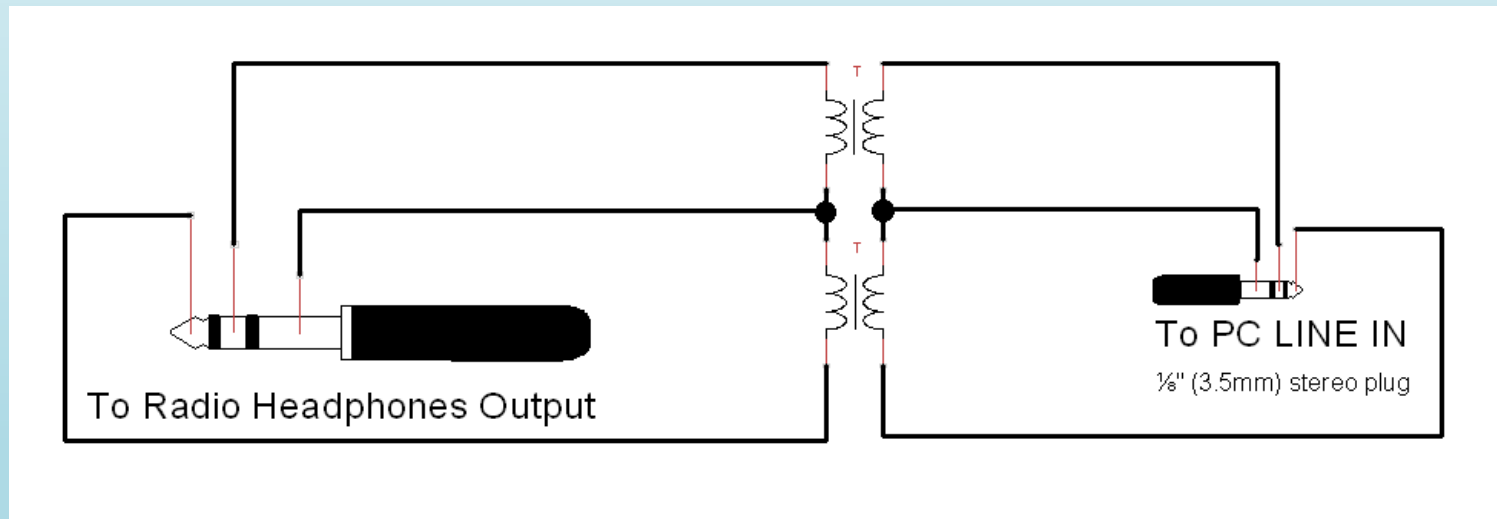 T
T
To Radio Headphones Output
To PC LINE IN
⅛" (3.5mm) stereo plug